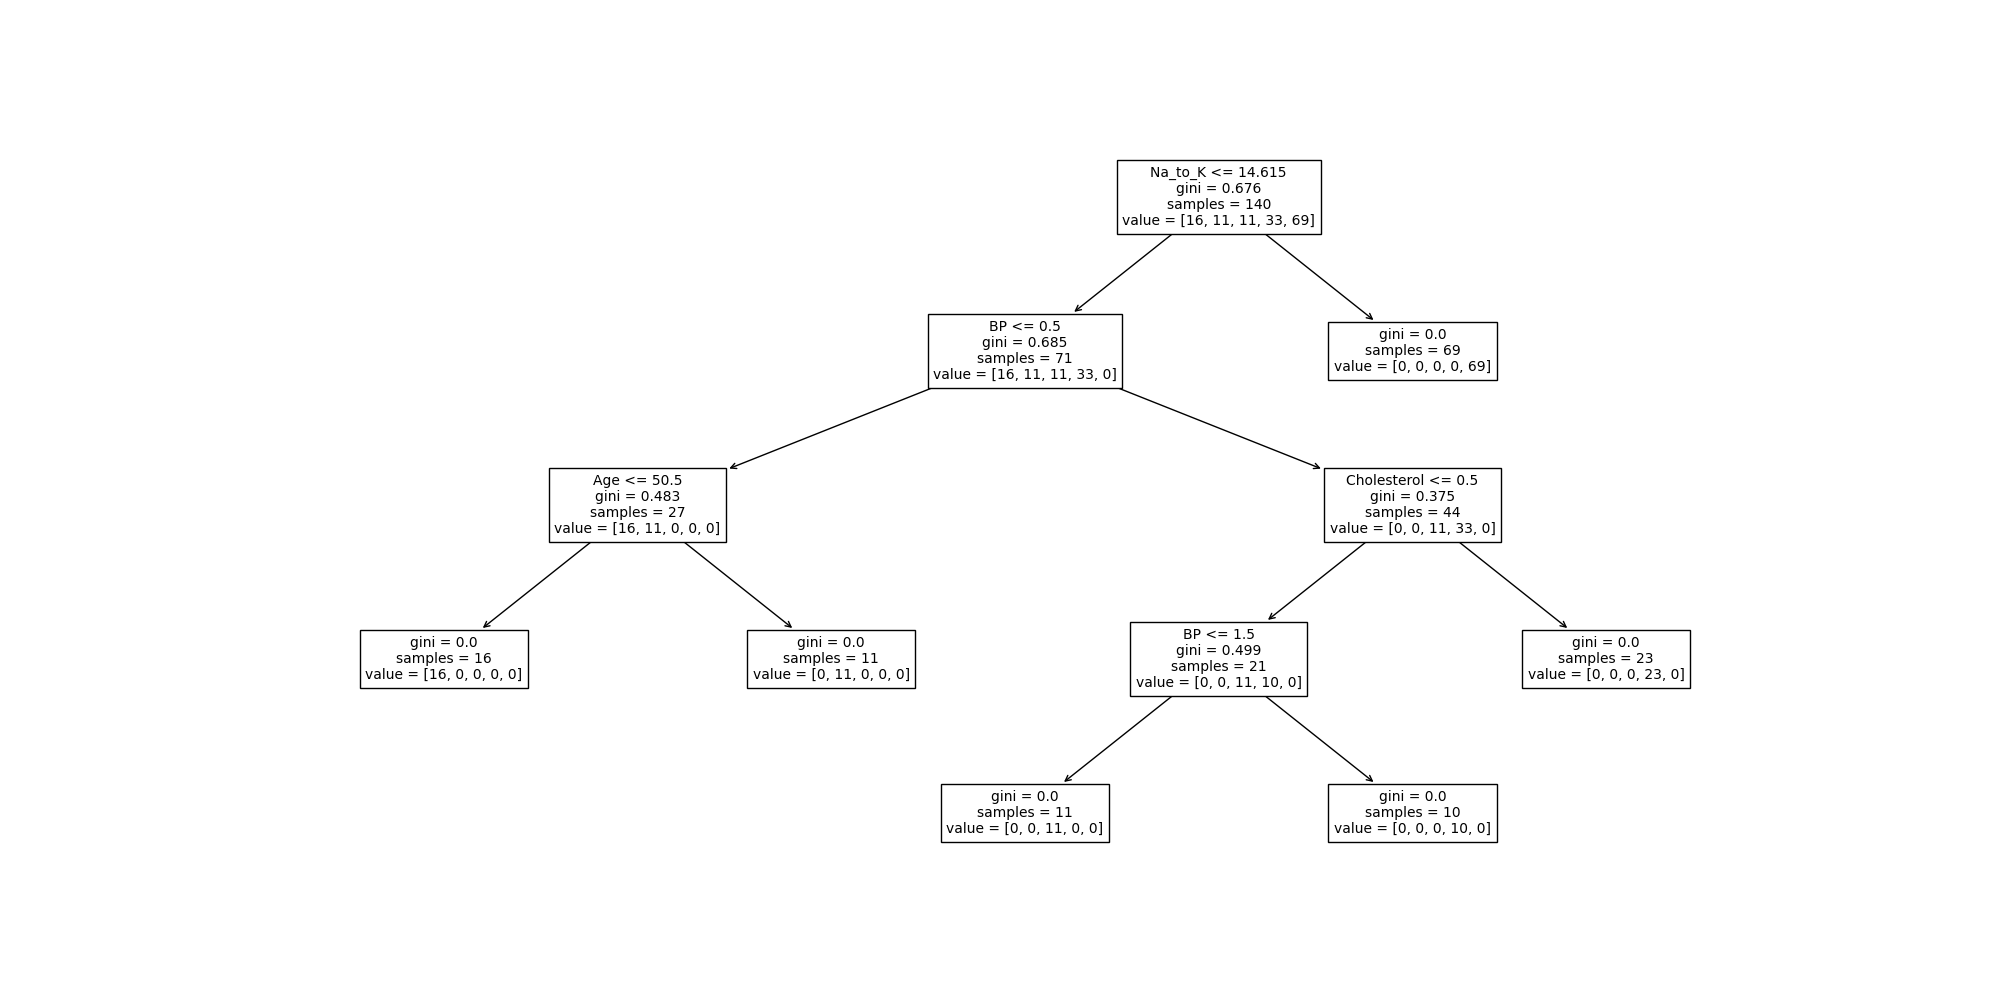 Na_to_K <= 14.615
gini = 0.676
samples = 140
value = [16, 11, 11, 33, 69]
BP <= 0.5
gini = 0.685
samples = 71
value = [16, 11, 11, 33, 0]
gini = 0.0
samples = 69
value = [0, 0, 0, 0, 69]
Age <= 50.5
gini = 0.483
samples = 27
value = [16, 11, 0, 0, 0]
Cholesterol <= 0.5
gini = 0.375
samples = 44
value = [0, 0, 11, 33, 0]
gini = 0.0
samples = 16
value = [16, 0, 0, 0, 0]
gini = 0.0
samples = 11
value = [0, 11, 0, 0, 0]
BP <= 1.5
gini = 0.499
samples = 21
value = [0, 0, 11, 10, 0]
gini = 0.0
samples = 23
value = [0, 0, 0, 23, 0]
gini = 0.0
samples = 11
value = [0, 0, 11, 0, 0]
gini = 0.0
samples = 10
value = [0, 0, 0, 10, 0]